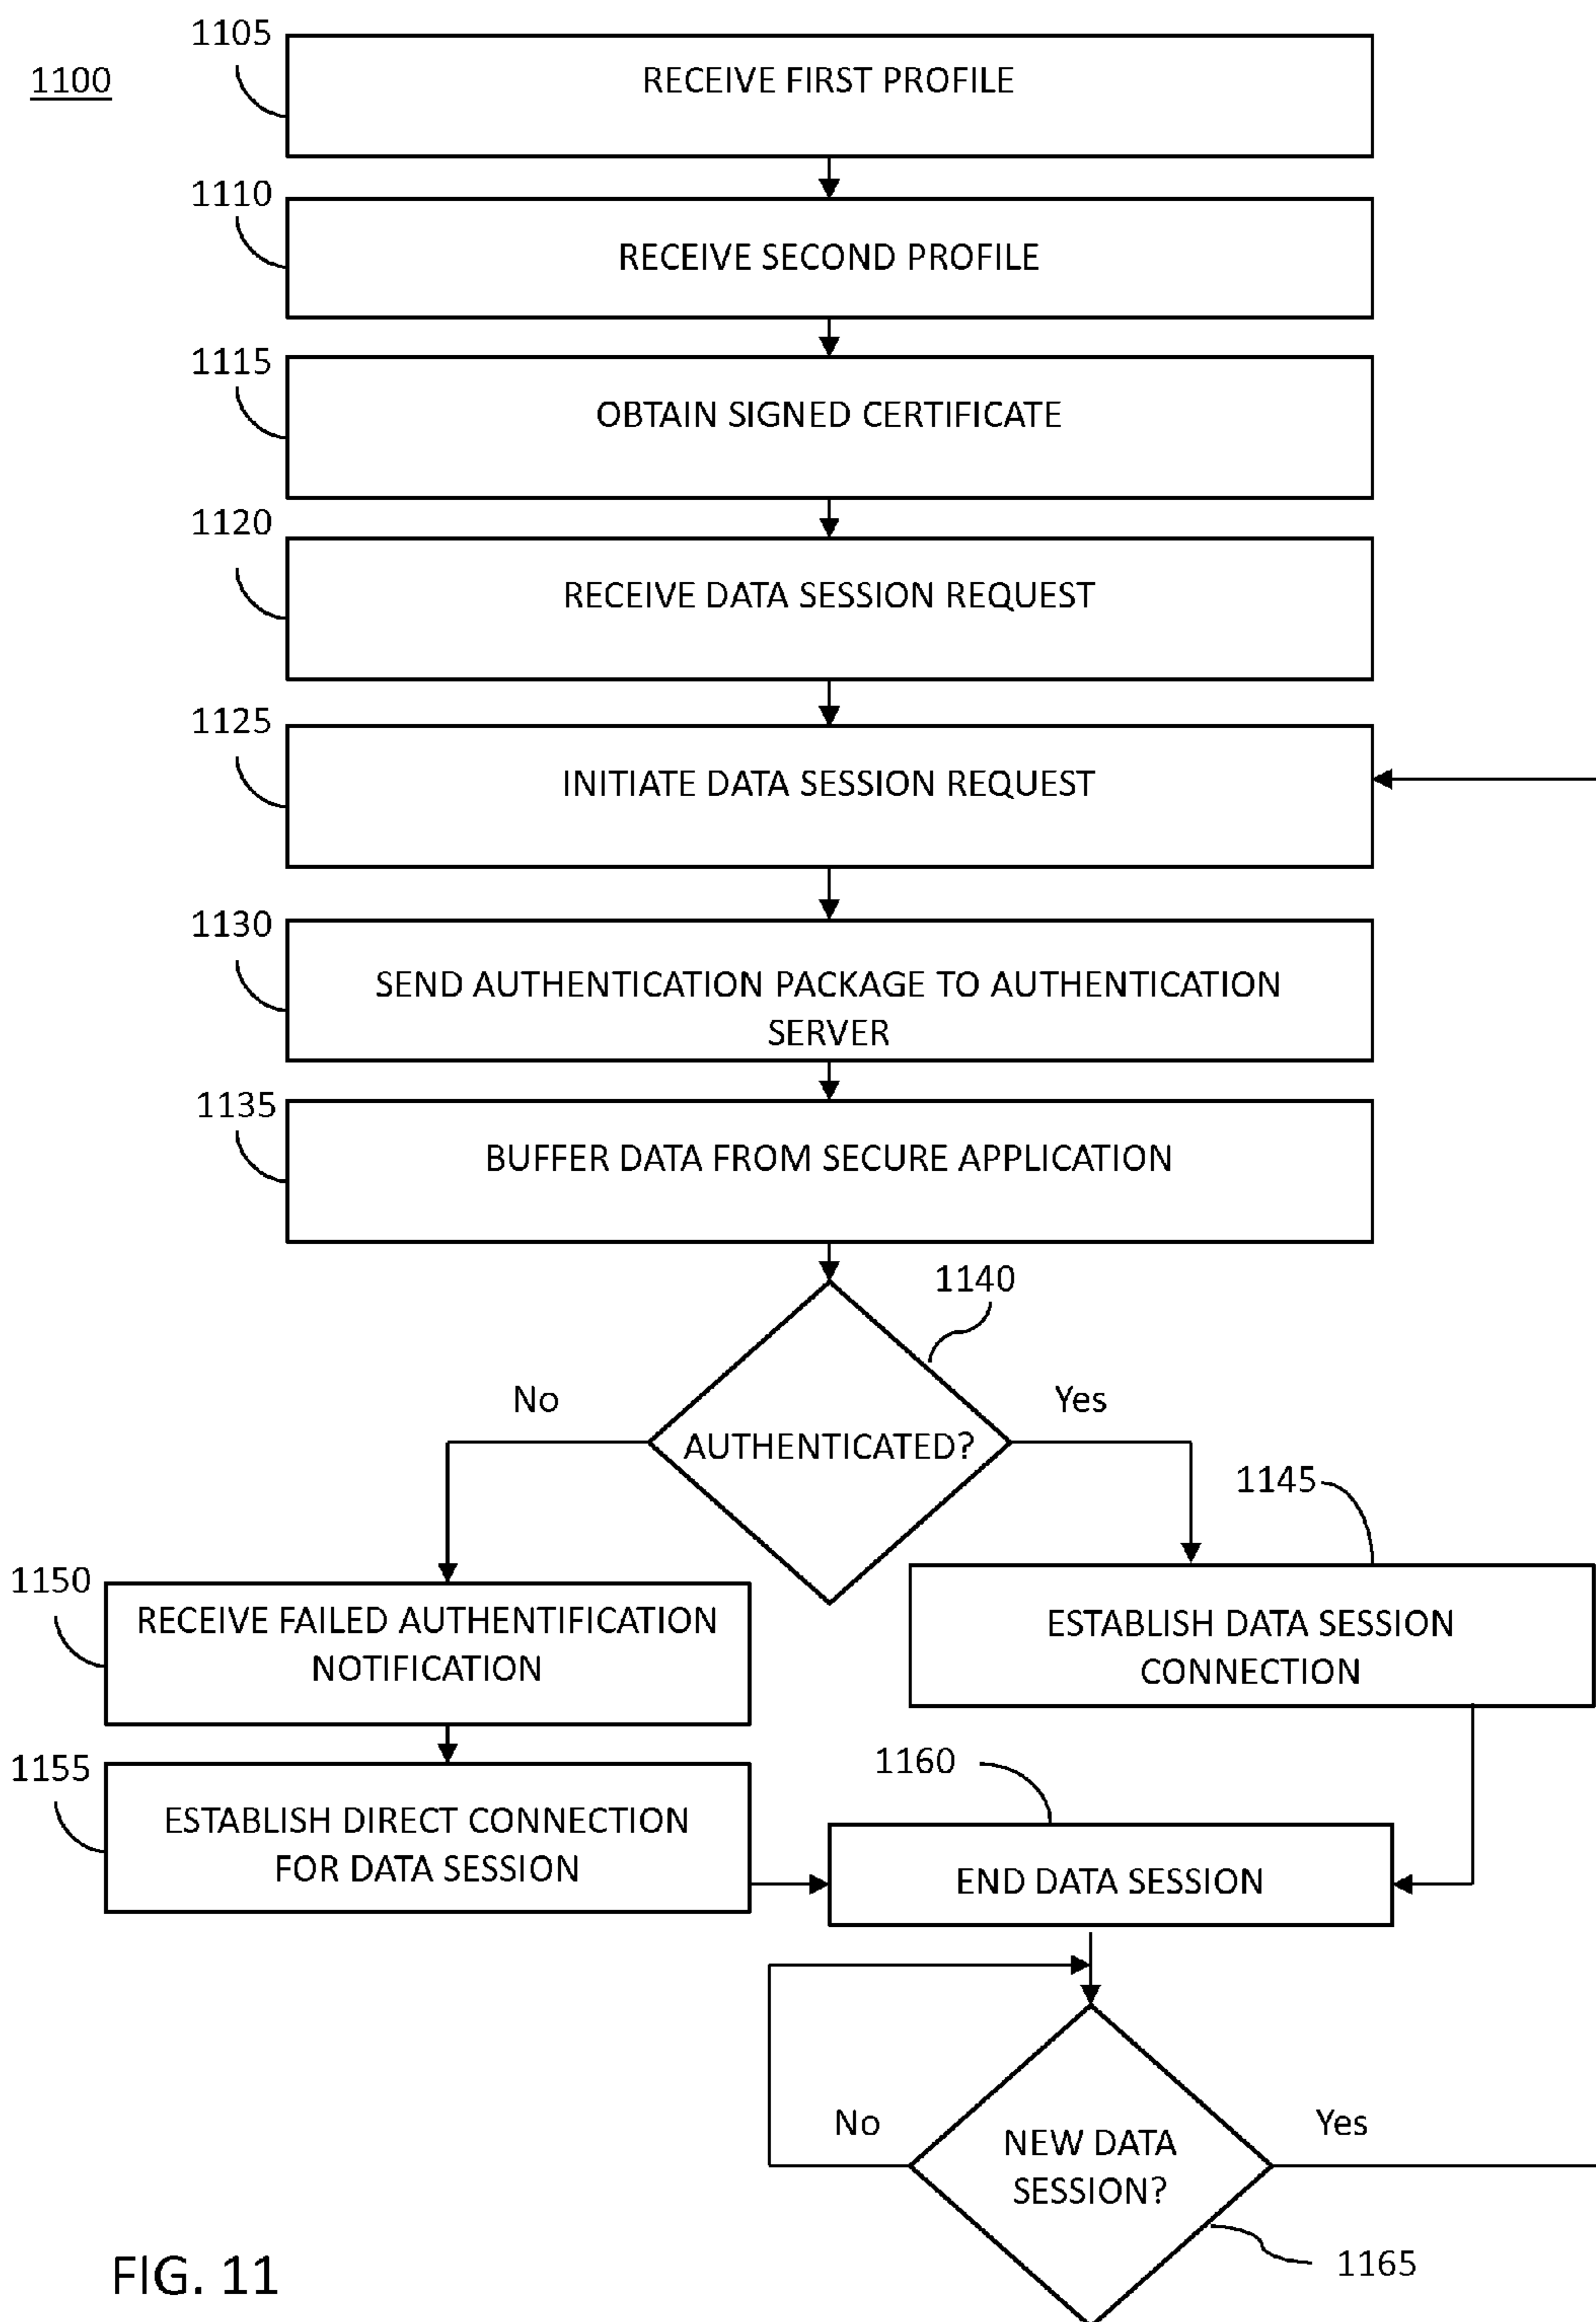 1100
1105
RECEIVE FIRST PROFILE
1110
RECEIVE SECOND PROFILE
1115
OBTAIN SIGNED CERTIFICATE
1120
RECEIVE DATA SESSION REQUEST
1125
INITIATE DATA SESSION REQUEST
1130
SEND AUTHENTICATION PACKAGE TO AUTHENTICATION
SERVER
1135
BUFFER DATA FROM SECURE APPLICATION
1140
No
Yes
AUTHENTICATED?
1145
ESTABLISH DATA SESSION
CONNECTION
1150
RECEIVE FAILED AUTHENTIFICATION
NOTIFICATION
1155
ESTABLISH DIRECT CONNECTION
FOR DATA SESSION
1160
END DATA SESSION
No
Yes
NEW DATA
SESSION?
1165
FIG. 11